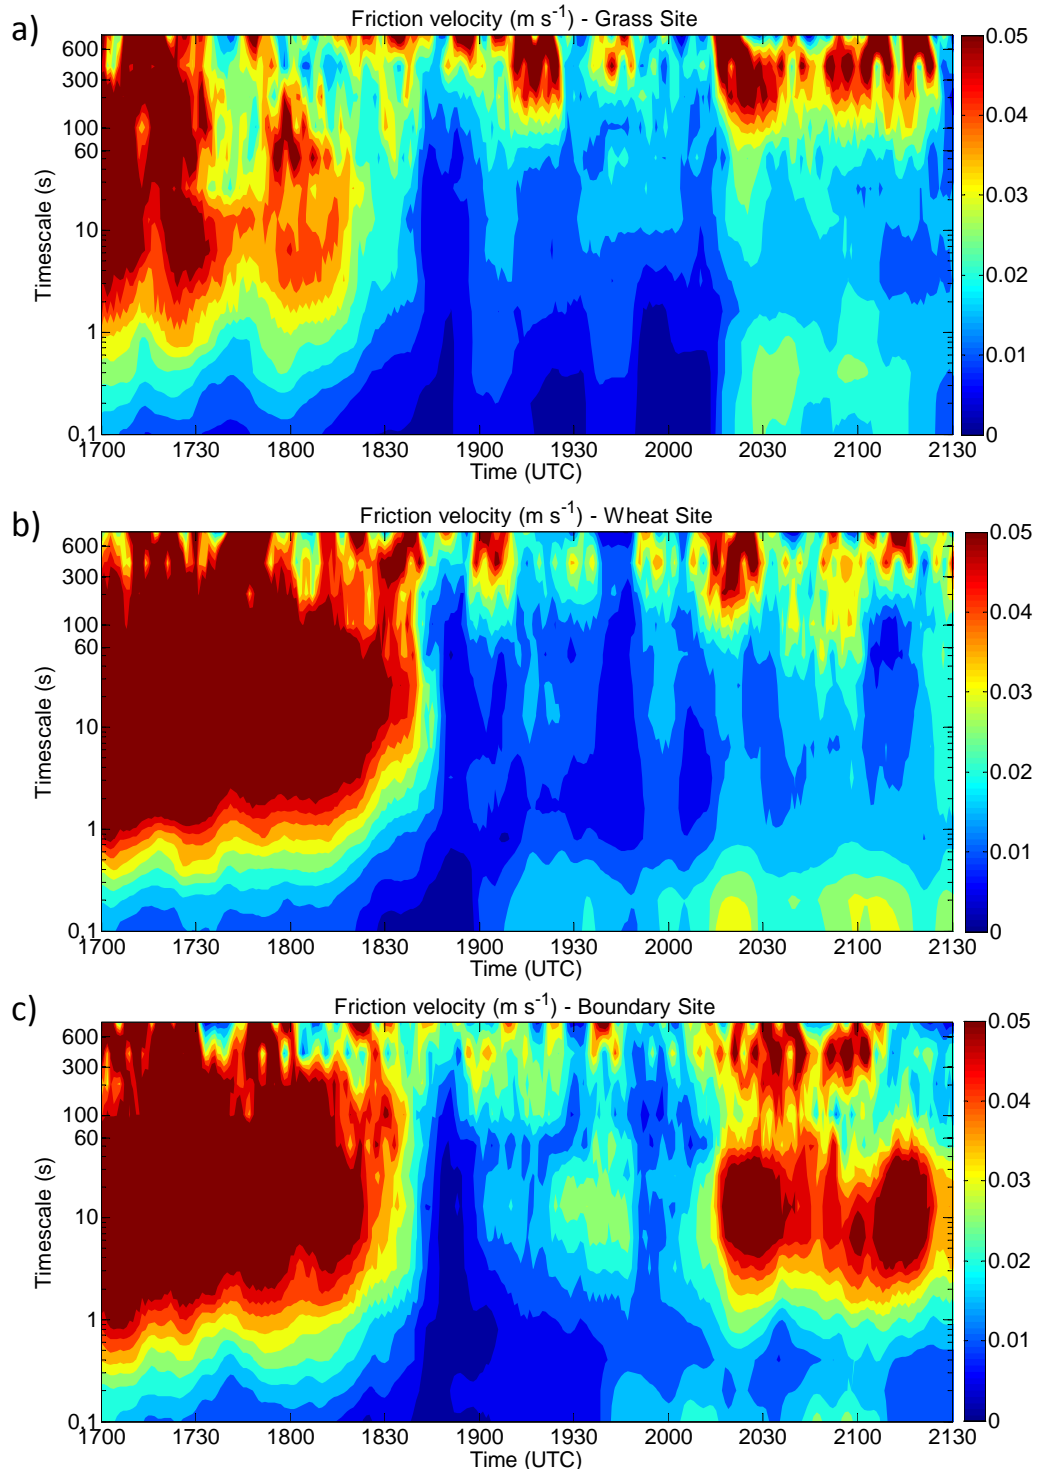 a)
Friction velocity (m s-1) - Grass Site
600
300
100
60
10
1
0.1
Timescale (s)
1700 1730 1800 1830 1900 1930 2000 2030 2100 2130
Time (UTC)
0.05
0.04
0.03
0.02
0.01
0
b)
Friction velocity (m s-1) - Wheat Site
600
300
100
60
10
1
0.1
Timescale (s)
1700 1730 1800 1830 1900 1930 2000 2030 2100 2130
Time (UTC)
0.05
0.04
0.03
0.02
0.01
0
c)
Friction velocity (m s-1) - Boundary Site
600
300
100
60
10
1
0.1
Timescale (s)
1700 1730 1800 1830 1900 1930 2000 2030 2100 2130
Time (UTC)
0.05
0.04
0.03
0.02
0.01
0